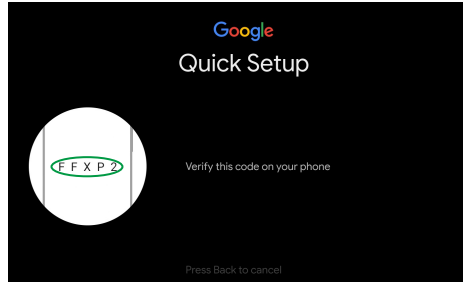 Google
Quick Setup
F F X P 2
Verify this code on your phone
Press Back to cancel